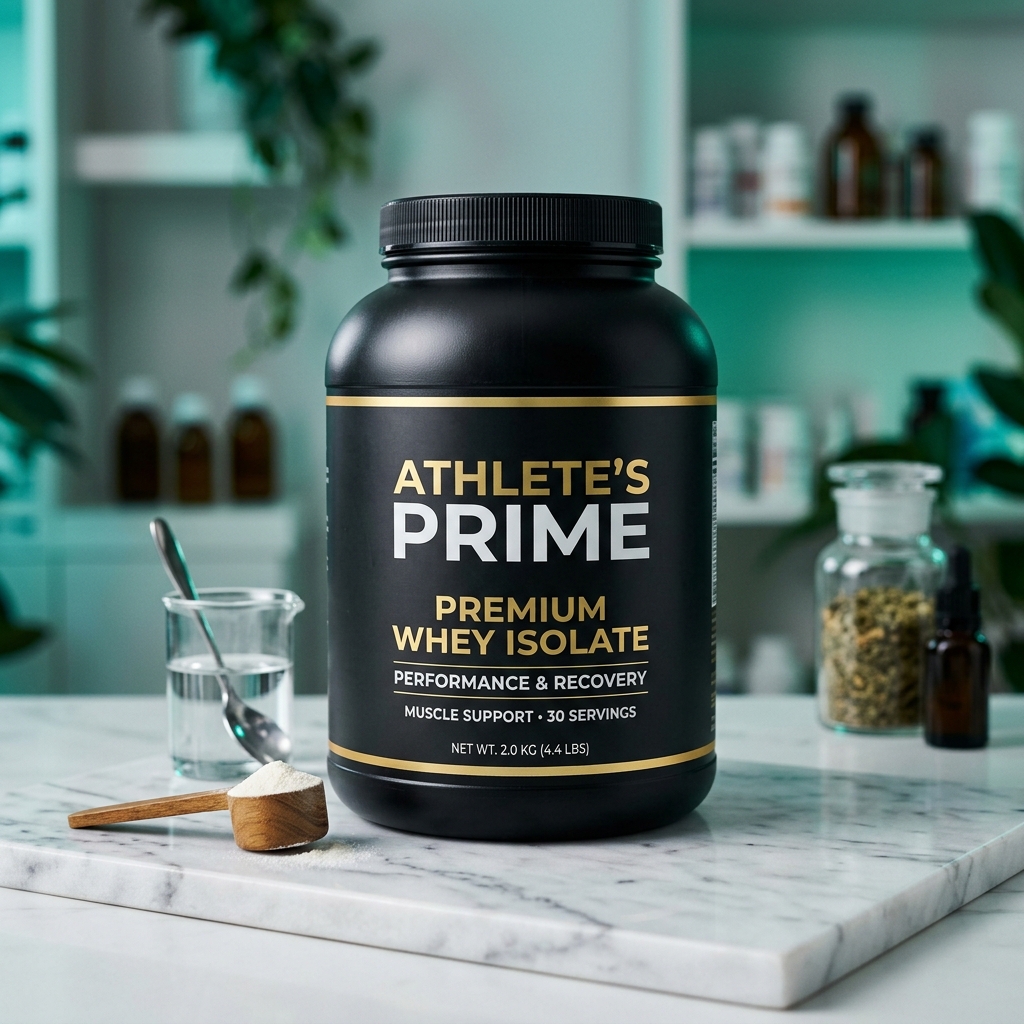 ATHLETE’S
PRIME
PREMIUM
WHEY ISOLATE
PERFORMANCE & RECOVERY
MUSCLE SUPPORT • 30 SERVINGS
NET WT. 2.0 KG (4.4 LBS)